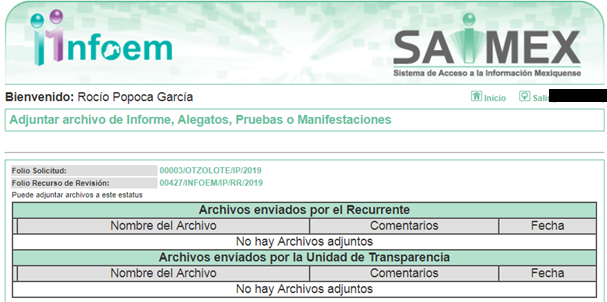 infoem
SAIMEX
Sistema de Acceso a la Información Mexiquense
Bienvenido: Rocío Popoca García
Inicio
Adjuntar archivo de Informe, Alegatos, Pruebas o Manifestaciones
Folio Solicitud: 00003/OTZOLOTE/IP/2019
Folio Recurso de Revisión: 00427/INFOEM/IP/RR/2019
Puede adjuntar archivos a este estatus
Archivos enviados por el Recurrente
Nombre del Archivo Comentarios Fecha
No hay Archivos adjuntos
Archivos enviados por la Unidad de Transparencia
Nombre del Archivo Comentarios Fecha
No hay Archivos adjuntos